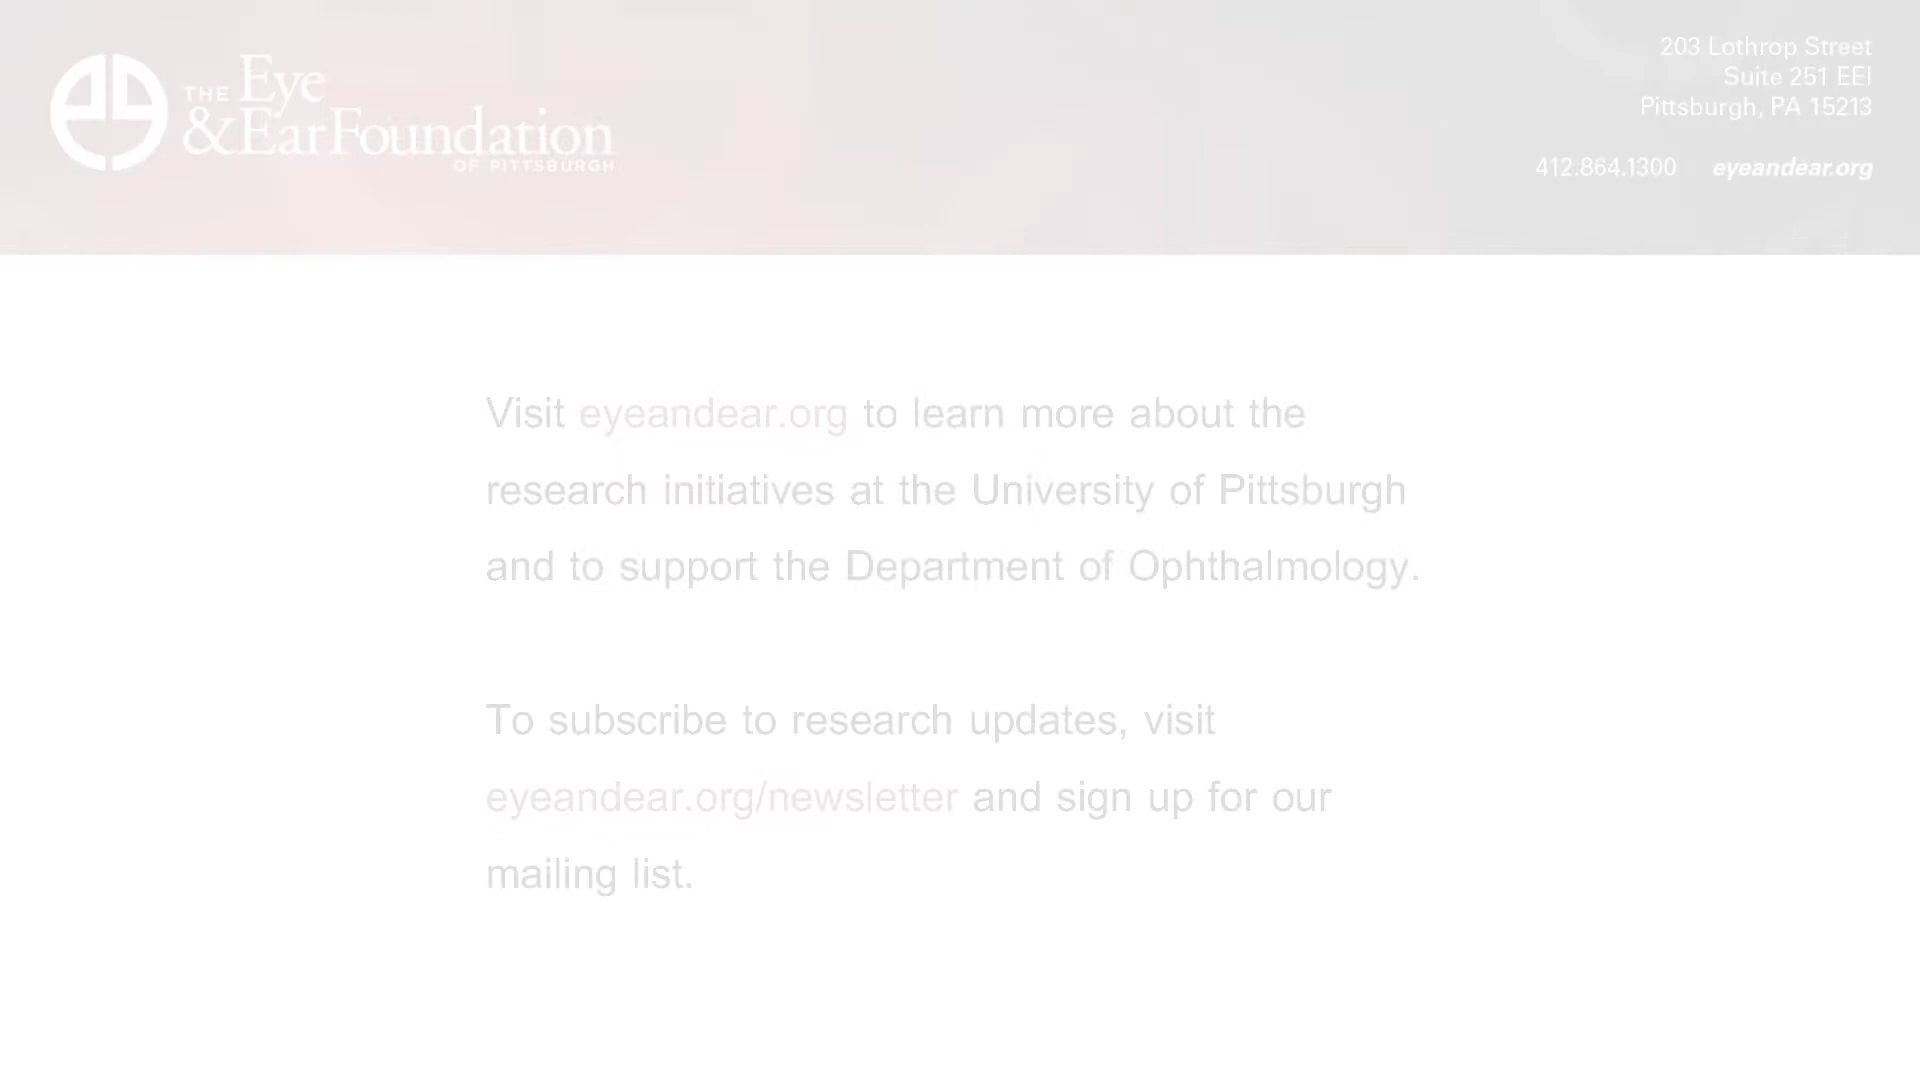 THE Eye
&Ear Foundation
OF PITTSBURGH
203 Lothrop Street
Suite 251 EEI
Pittsburgh, PA 15213
412.864.1300 eyeandear.org
Visit eyeandear.org to learn more about the
research initiatives at the University of Pittsburgh
and to support the Department of Ophthalmology.
To subscribe to research updates, visit
eyeandear.org/newsletter and sign up for our
mailing list.